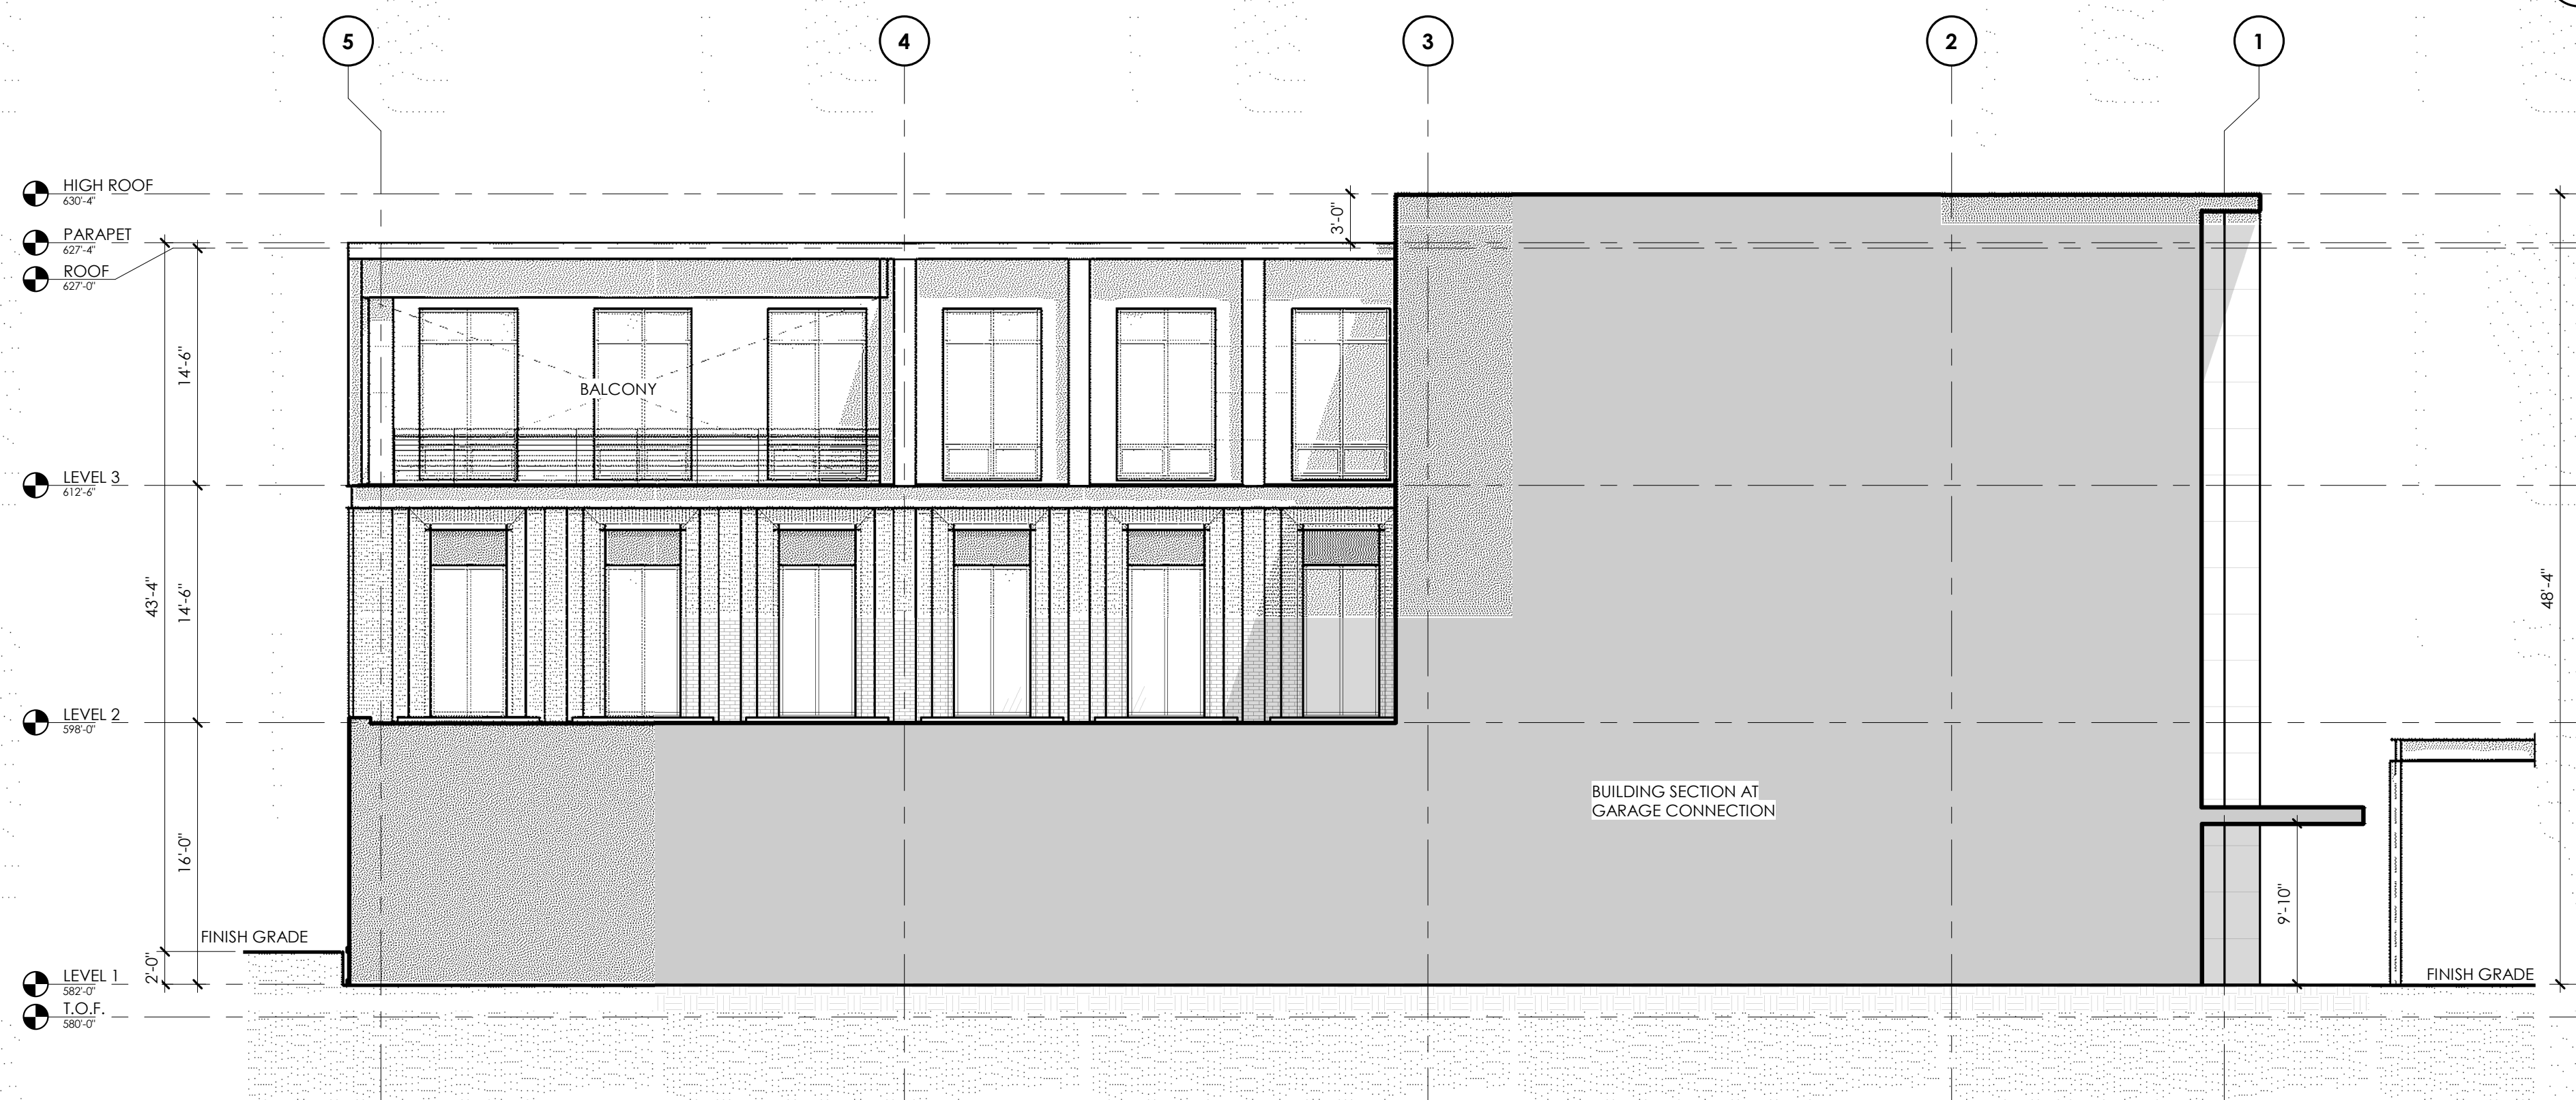 5
4
3
2
1
HIGH ROOF
630'-4"
PARAPET
627'-4"
ROOF
627'-0"
3'-0"
14'-6"
BALCONY
LEVEL 3
612'-6"
43'-4"
14'-6"
48'-4"
LEVEL 2
598'-0"
BUILDING SECTION AT
GARAGE CONNECTION
16'-0"
9'-10"
FINISH GRADE
2'-0"
LEVEL 1
582'-0"
FINISH GRADE
T.O.F.
580'-0"